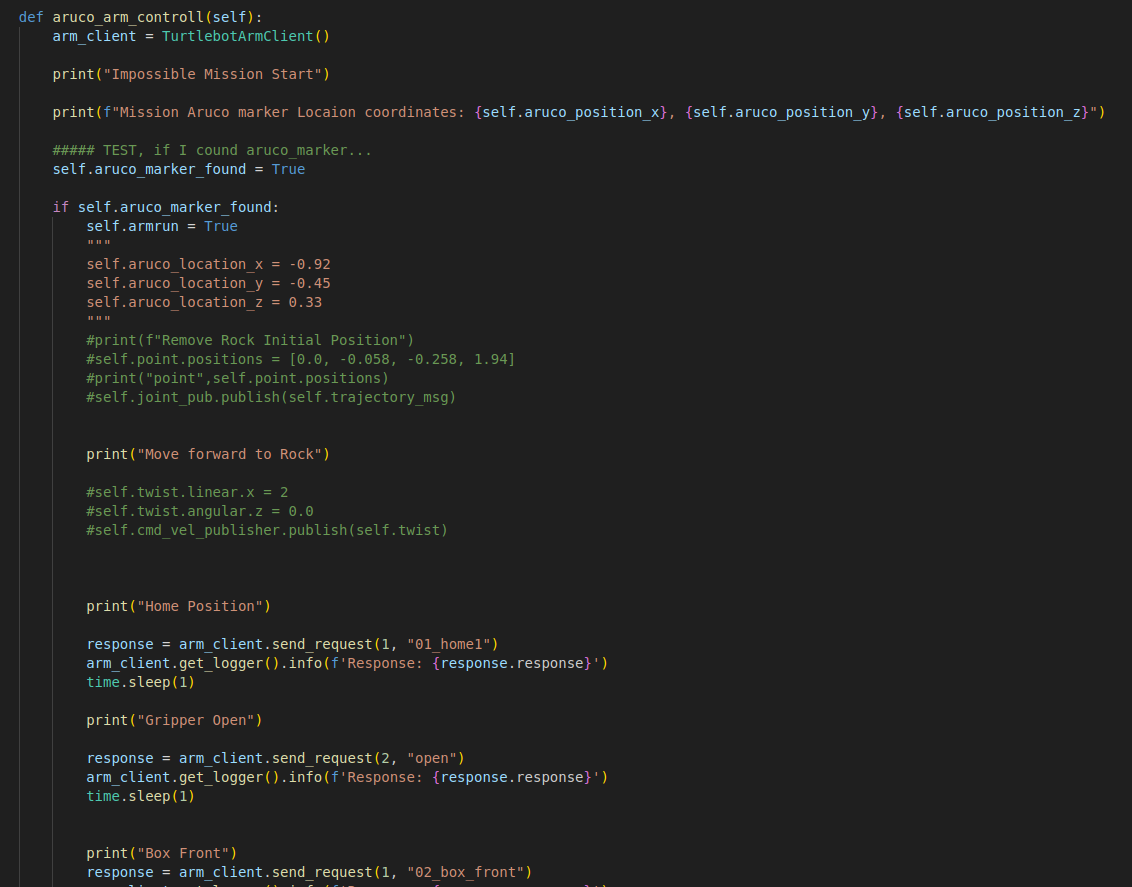 def aruco_arm_controll(self):
    arm_client = TurtlebotArmClient()
    print("Impossible Mission Start")
    print(f"Mission Aruco marker Locaion coordinates: {self.aruco_position_x}, {self.aruco_position_y}, {self.aruco_position_z}")
    ##### TEST, if I cound aruco_marker...
    self.aruco_marker_found = True
    if self.aruco_marker_found:
        self.armrun = True
        """
        self.aruco_location_x = -0.92
        self.aruco_location_y = -0.45
        self.aruco_location_z = 0.33
        """
        #print(f"Remove Rock Initial Position")
        #self.point.positions = [0.0, -0.058, -0.258, 1.94]
        #print("point",self.point.positions)
        #self.joint_pub.publish(self.trajectory_msg)
        print("Move forward to Rock")
        #self.twist.linear.x = 2
        #self.twist.angular.z = 0.0
        #self.cmd_vel_publisher.publish(self.twist)
        print("Home Position")
        response = arm_client.send_request(1, "01_home1")
        arm_client.get_logger().info(f'Response: {response.response}')
        time.sleep(1)
        print("Gripper Open")
        response = arm_client.send_request(2, "open")
        arm_client.get_logger().info(f'Response: {response.response}')
        time.sleep(1)
        print("Box Front")
        response = arm_client.send_request(1, "02_box_front")